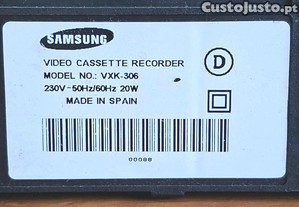 CustoJusto.pt
SAMSUNG
VIDEO CASSETTE RECORDER
D
MODEL NO.: VXK-306
230V~50Hz/60Hz 20W
MADE IN SPAIN
00088